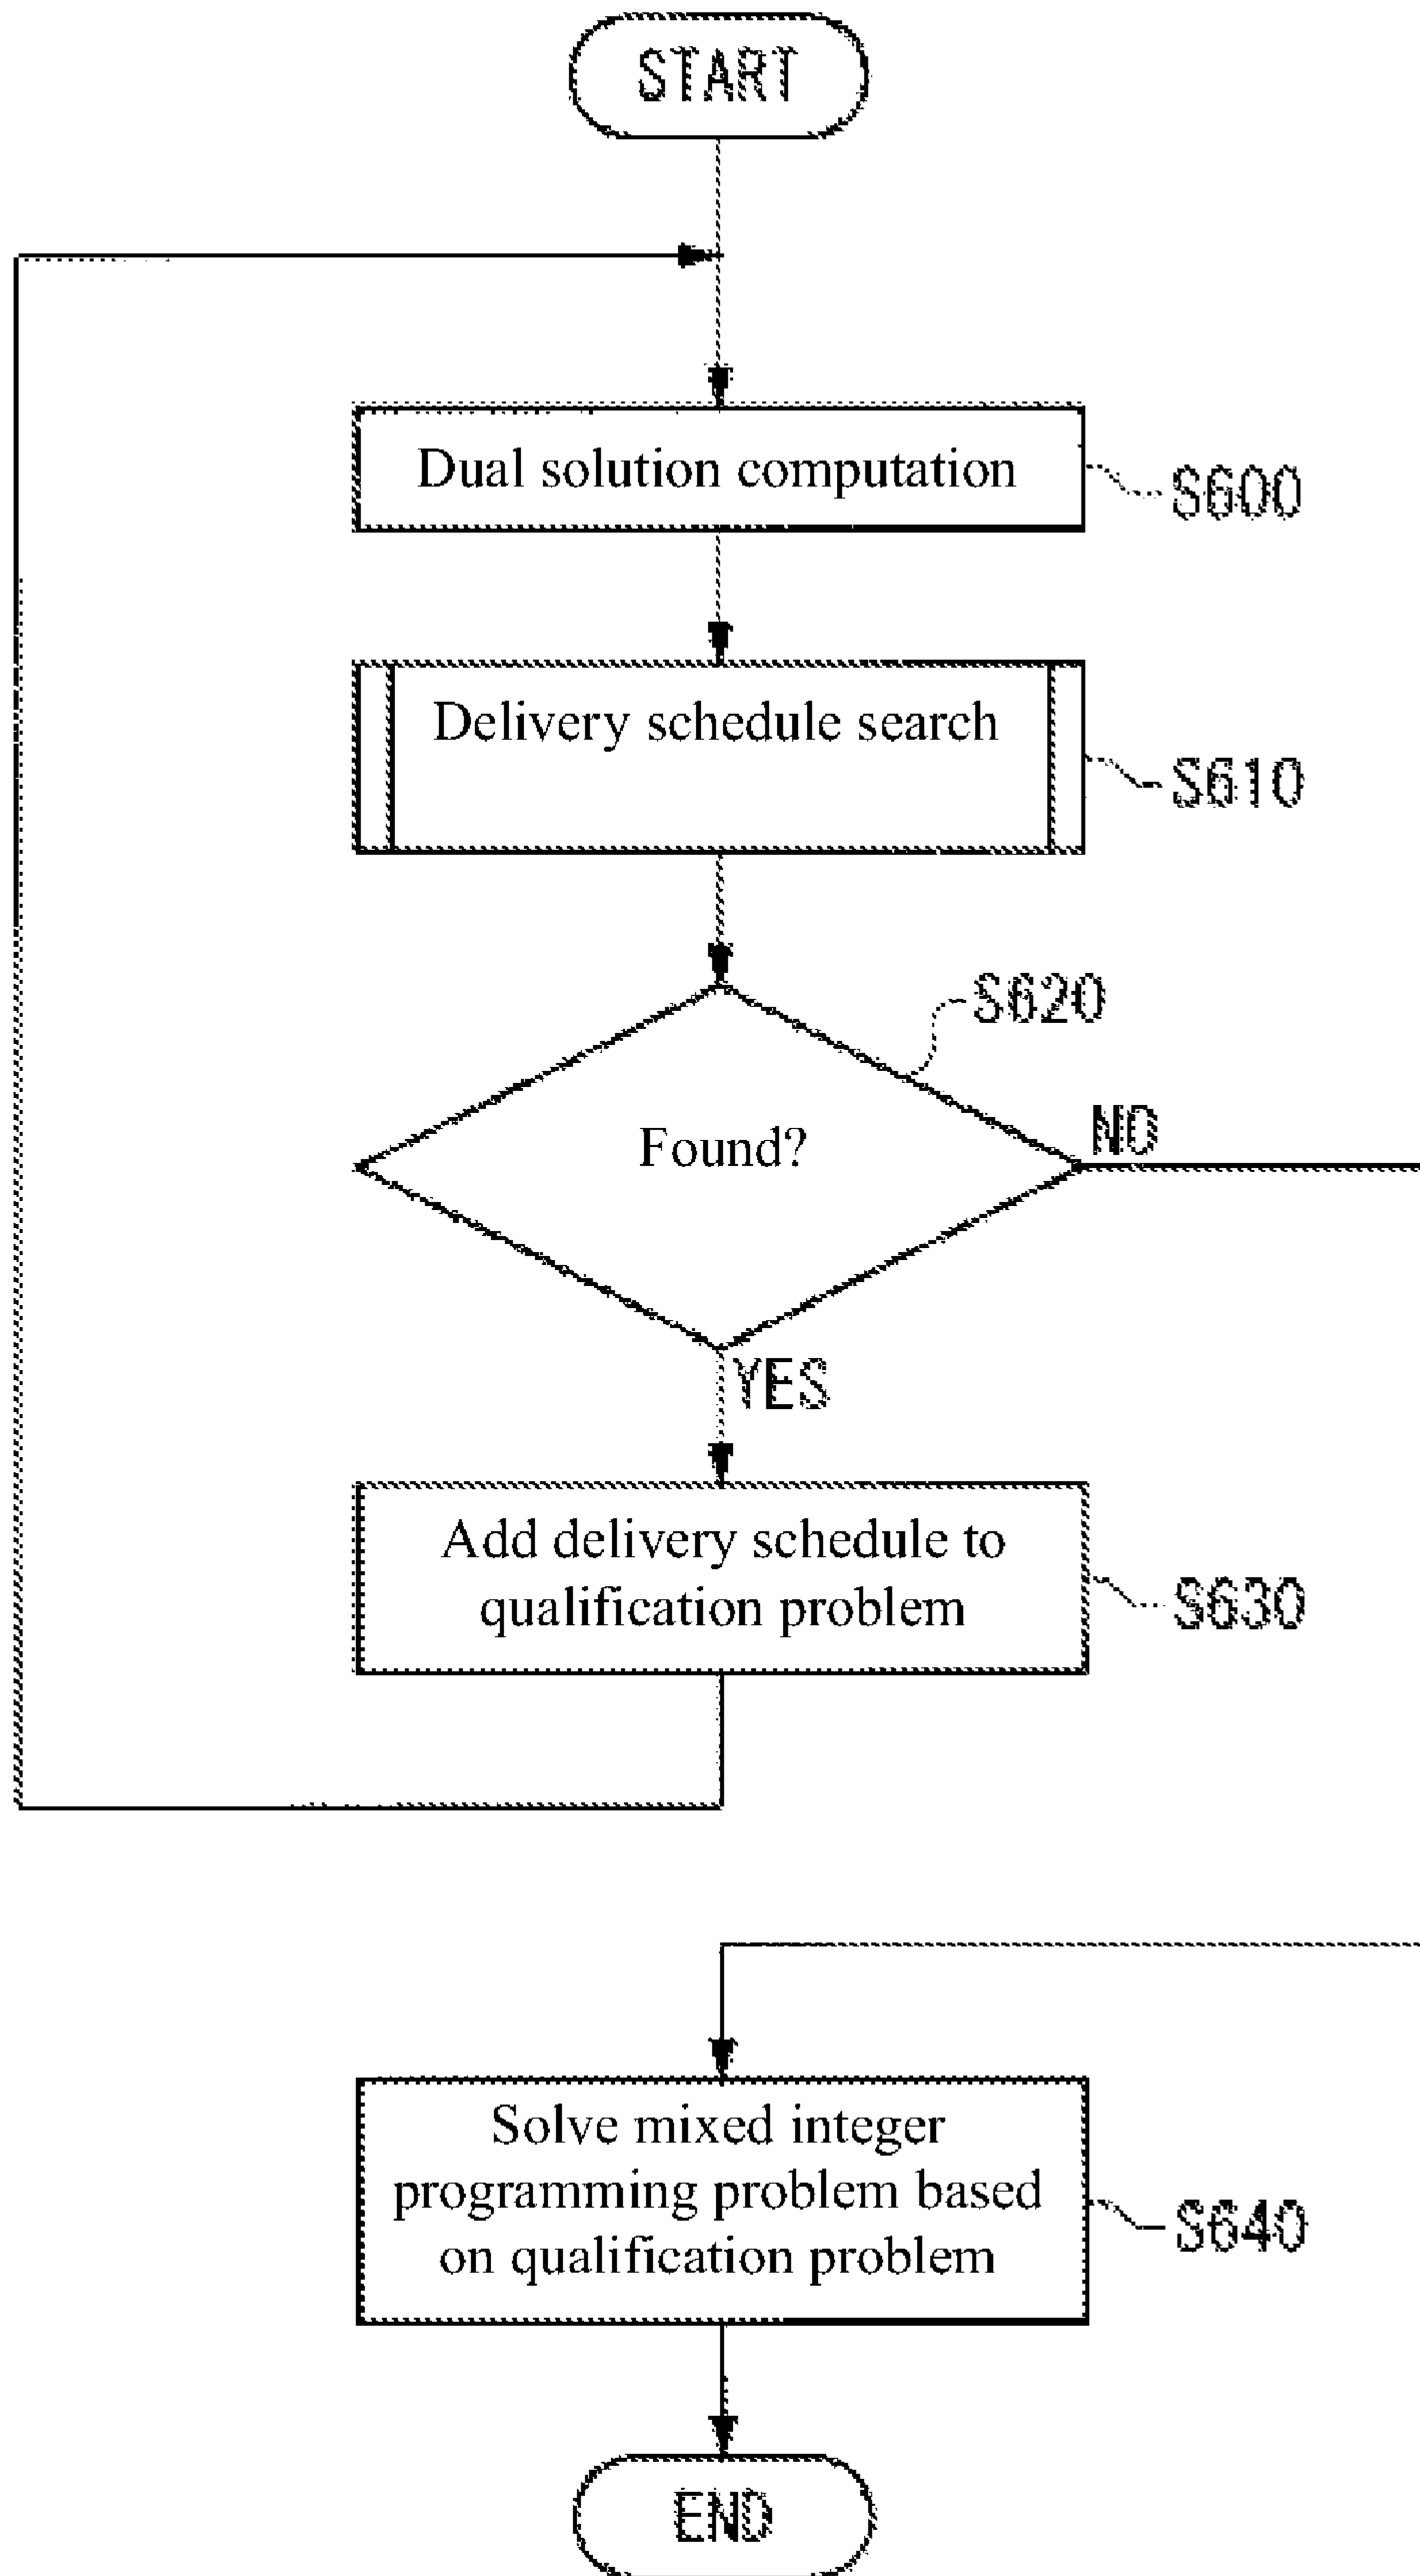 START
Dual solution computation
S600
Delivery schedule search
S610
S620
Found?
NO
YES
Add delivery schedule to
qualification problem
S630
Solve mixed integer
programming problem based
on qualification problem
S640
END